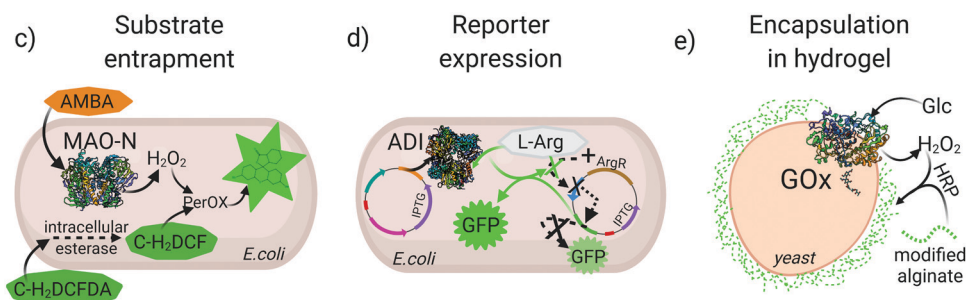 c)
Substrate
entrapment
AMBA
MAO-N
H₂O₂
PerOX
intracellular
esterase
C-H₂DCF
E.coli
C-H₂DCFDA
d)
Reporter
expression
ADI
L-Arg
+
ArgR
IPTG
GFP
X
IPTG
X
GFP
E.coli
e)
Encapsulation
in hydrogel
Glc
H₂O₂
GOx
HRP
yeast
modified
alginate